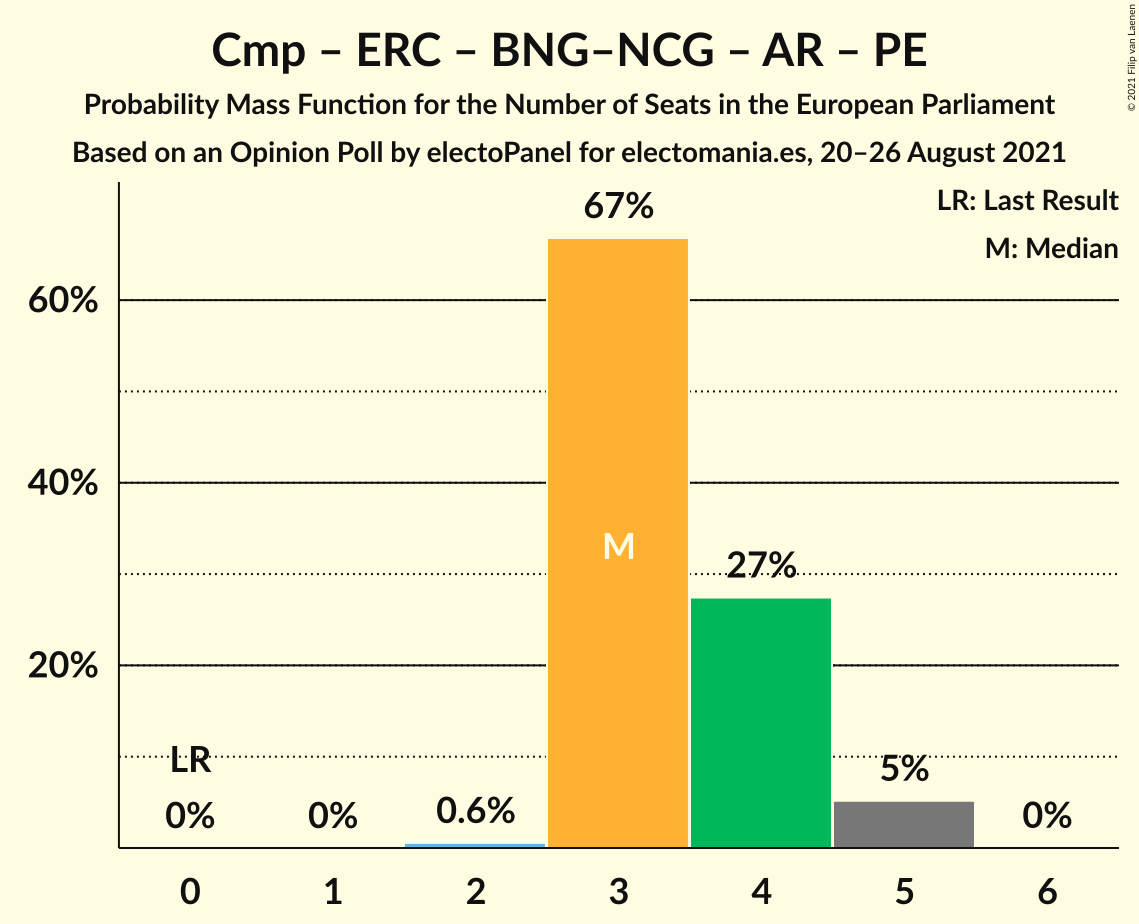 Cmp – ERC – BNG–NCG – AR – PE
Probability Mass Function for the Number of Seats in the European Parliament
Based on an Opinion Poll by electoPanel for electomania.es, 20–26 August 2021
© 2021 Filip van Laenen
LR: Last Result
M: Median
67%
60%
40%
M
27%
20%
LR
5%
0%
0%
0.6%
0%
0 1 2 3 4 5 6